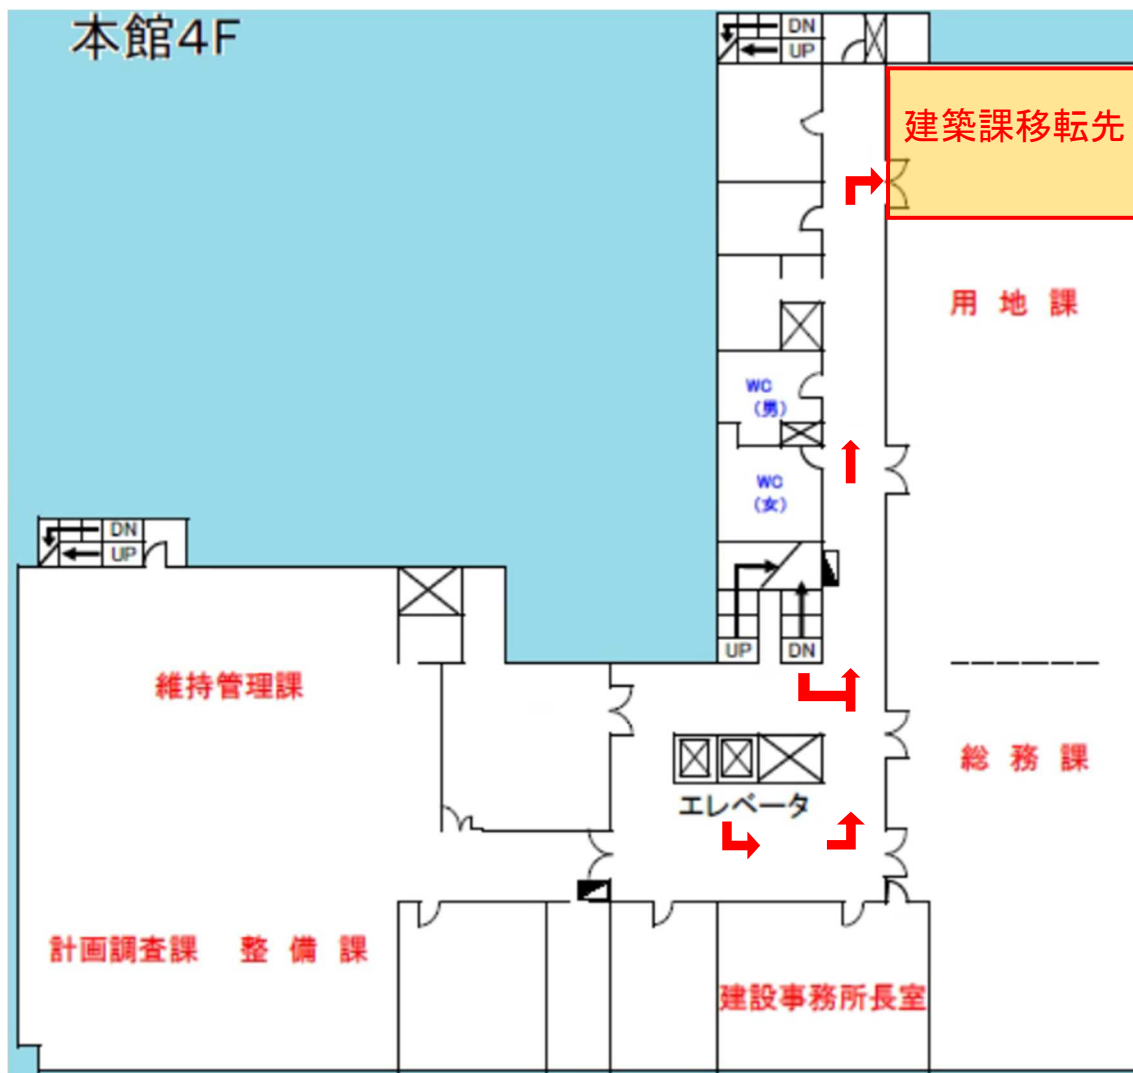 本館4F
DN
UP
建築課移転先
用 地 課
WC
(男)
WC
(女)
DN
UP
UP
DN
維持管理課
総 務 課
エレベータ
計画調査課 整 備 課
建設事務所長室